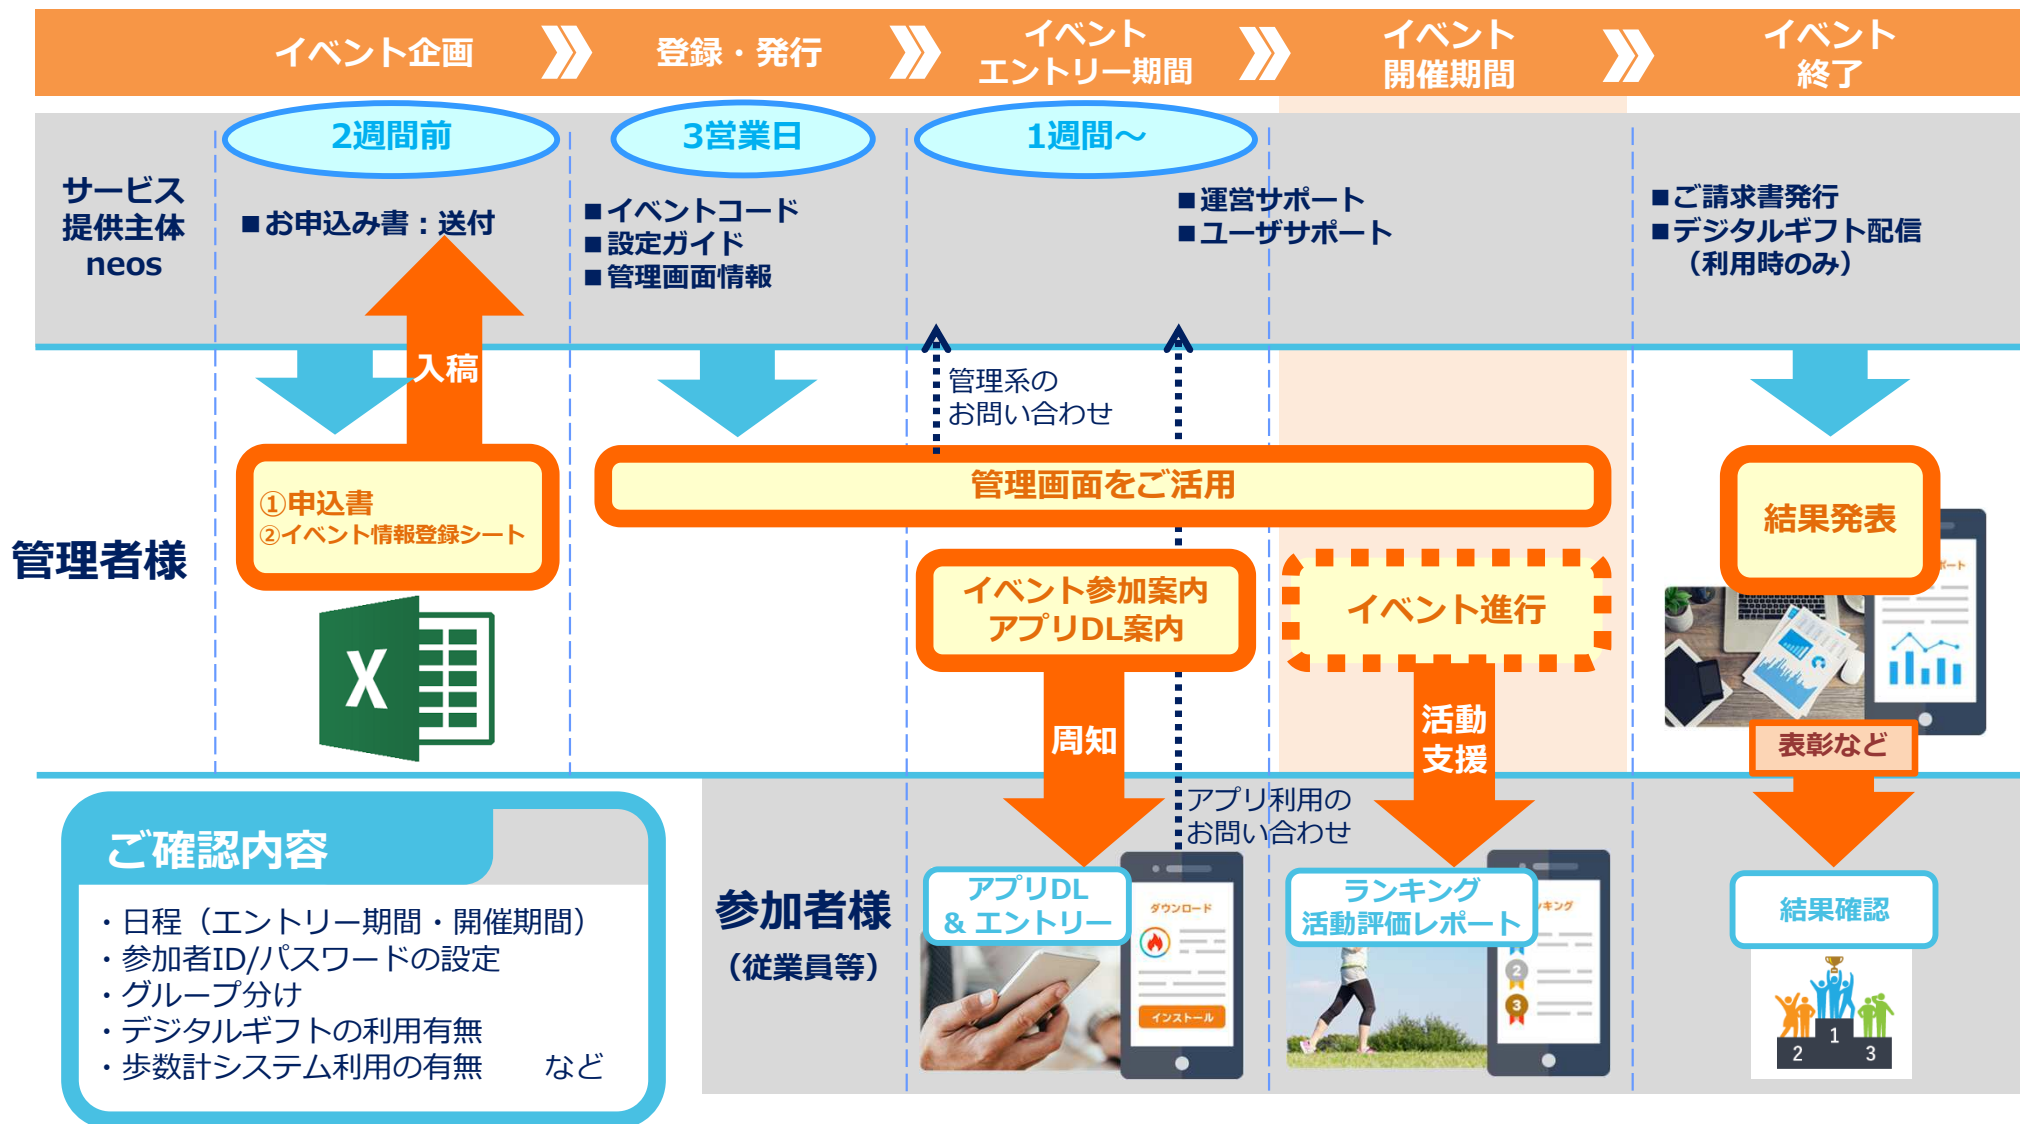 イベント企画
登録・発行
イベント
エントリー期間
イベント
開催期間
イベント
終了
2週間前
3営業日
1週間～
サービス
提供主体
neos
■お申込み書：送付
■イベントコード
■設定ガイド
■管理画面情報
■運営サポート
■ユーザサポート
■ご請求書発行
■デジタルギフト配信
（利用時のみ）
入稿
管理系の
お問い合わせ
管理者様
①申込書
②イベント情報登録シート
X
管理画面をご活用
イベント参加案内
アプリDL案内
イベント進行
結果発表
ポート
周知
活動
支援
表彰など
アプリ利用の
お問い合わせ
ご確認内容
・日程（エントリー期間・開催期間）
・参加者ID/パスワードの設定
・グループ分け
・デジタルギフトの利用有無
・歩数計システム利用の有無　　など
参加者様
（従業員等）
アプリDL
& エントリー
ダウンロード
インストール
ランキング
活動評価レポート
キング
2
3
結果確認
1
2
3